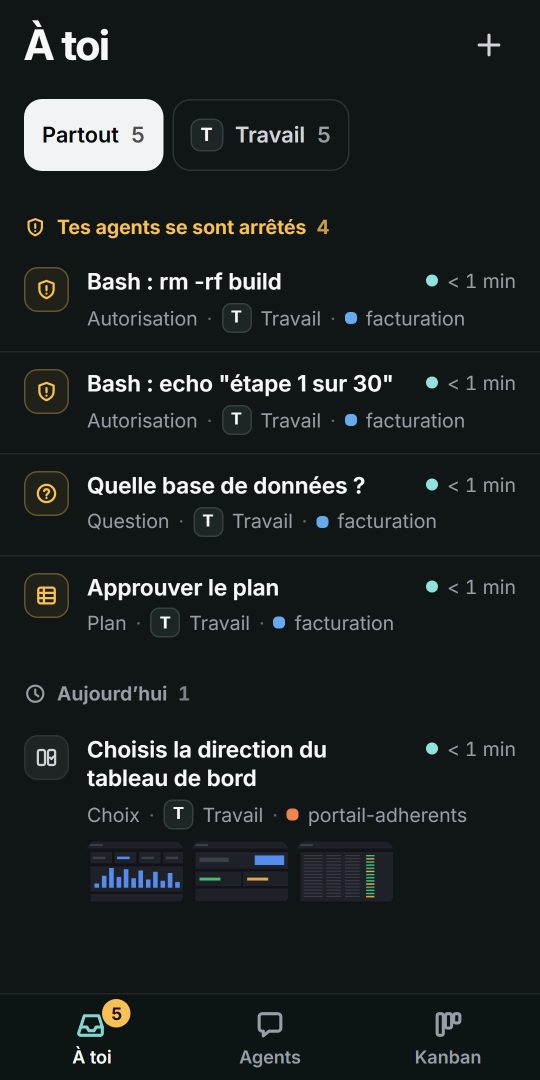 À toi
Partout 5
T Travail 5
Tes agents se sont arrêtés 4
Bash : rm -rf build
< 1 min
Autorisation · T Travail · facturation
Bash : echo "étape 1 sur 30"
< 1 min
Autorisation · T Travail · facturation
Quelle base de données ?
< 1 min
Question · T Travail · facturation
Approuver le plan
< 1 min
Plan · T Travail · facturation
Aujourd’hui 1
Choisis la direction du
tableau de bord
< 1 min
Choix · T Travail · portail-adherents
5
À toi
Agents
Kanban